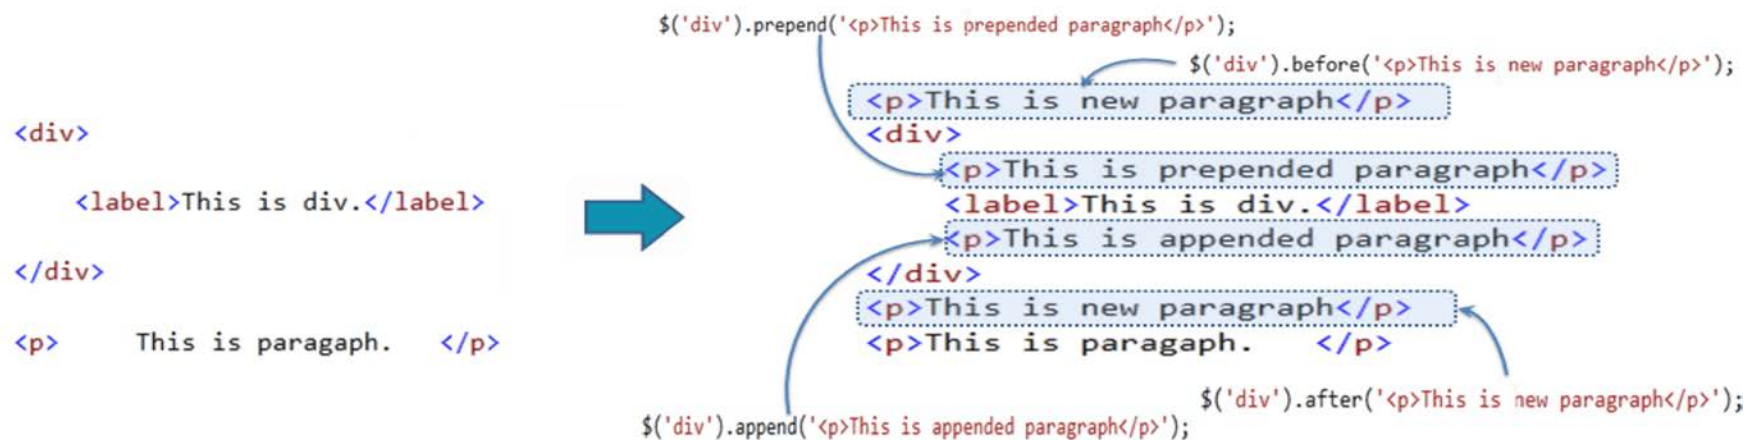 $('div').prepend('<p>This is prepended paragraph</p>');
$('div').before('<p>This is new paragraph</p>');
<div>
<label>This is div.</label>
</div>
<p> This is paragaph. </p>
<p>This is new paragraph</p>
<div>
<p>This is prepended paragraph</p>
<label>This is div.</label>
<p>This is appended paragraph</p>
</div>
<p>This is new paragraph</p>
<p>This is paragaph. </p>
$('div').after('<p>This is new paragraph</p>');
$('div').append('<p>This is appended paragraph</p>');